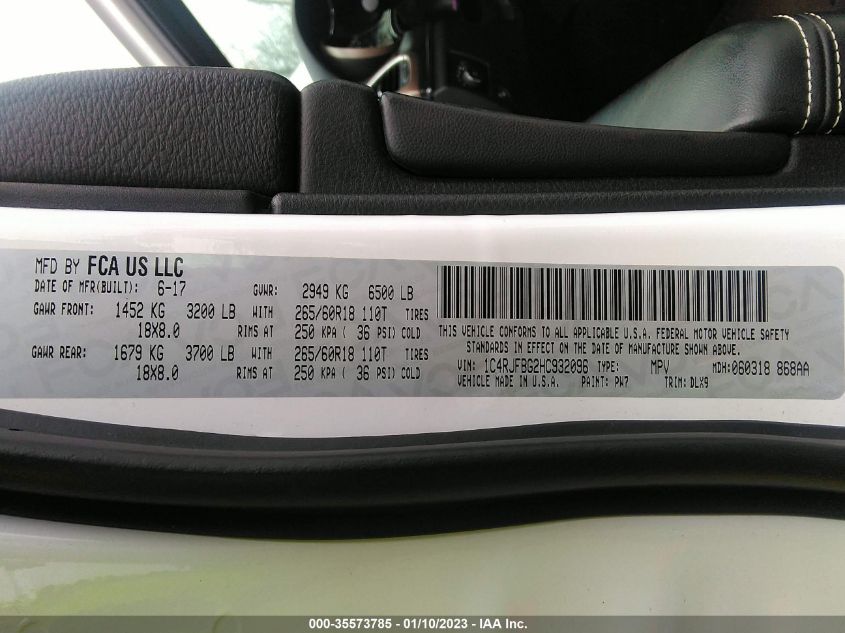 MFD BY FCA US LLC
DATE OF MFR(BUILT): 6-17 GVWR: 2949 KG 6500 LB
GAWR FRONT: 1452 KG 3200 LB WITH 265/60R18 110T TIRES
18X8.0 RIMS AT 250 KPA ( 36 PSI) COLD
GAWR REAR: 1679 KG 3700 LB WITH 265/60R18 110T TIRES
18X8.0 RIMS AT 250 KPA ( 36 PSI) COLD
THIS VEHICLE CONFORMS TO ALL APPLICABLE U.S.A. FEDERAL MOTOR VEHICLE SAFETY
STANDARDS IN EFFECT ON THE DATE OF MANUFACTURE SHOWN ABOVE.
VIN: 1C4RJFBG2HC932096 TYPE: MPV MDH:060318 868AA
VEHICLE MADE IN U.S.A. PAINT: PW7 TRIM: DLX9
000-35573785 - 01/10/2023 - IAA Inc.